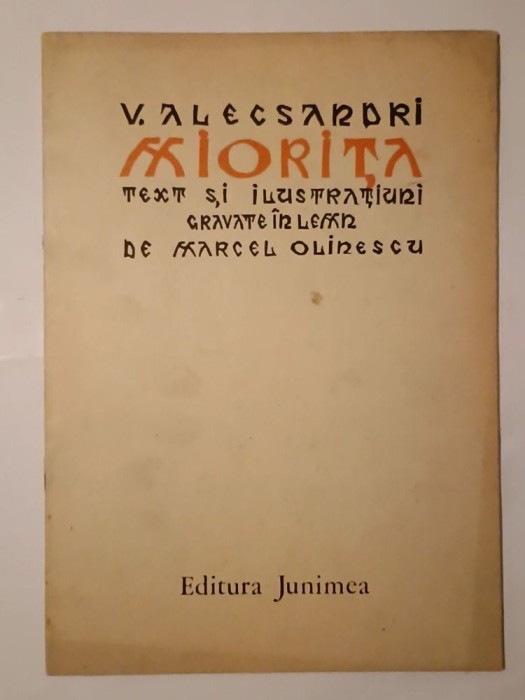 V. ALECSANDRI
MIORIȚA
TEXT ȘI ILUSTRAȚIUNI
GRAVATE ÎN LEMN
DE MARCEL OLINESCU
Editura Junimea